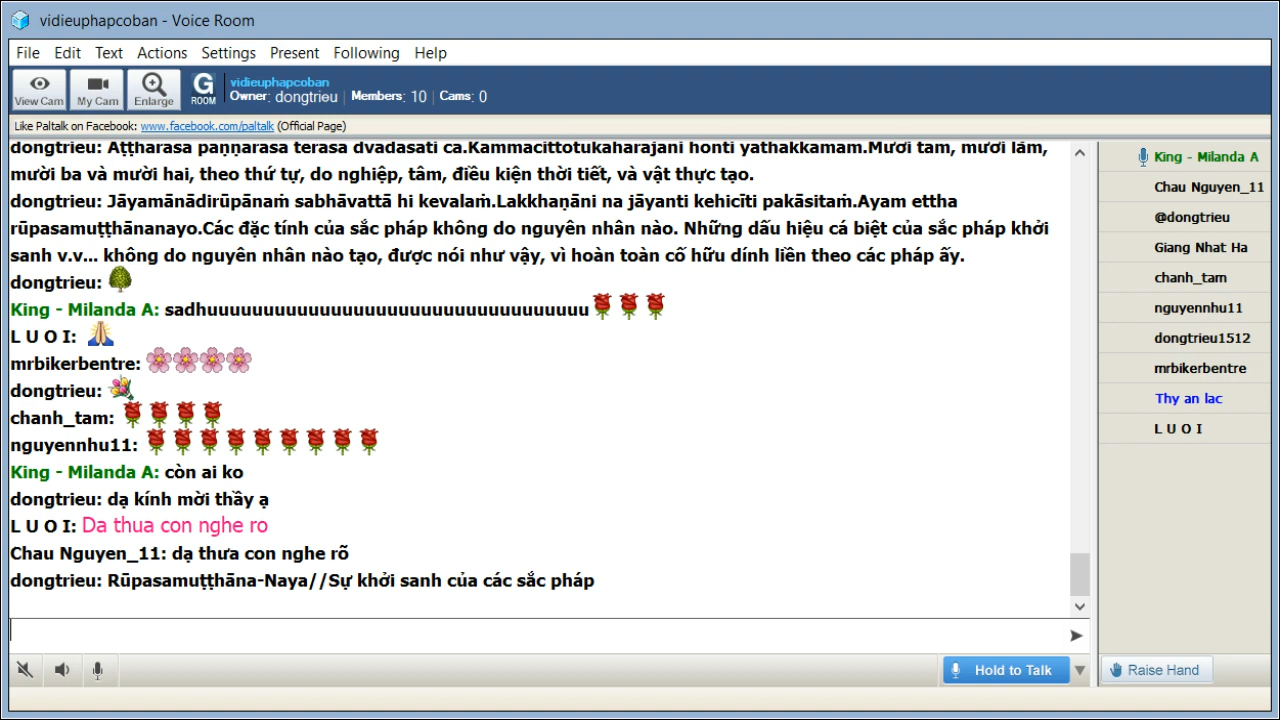 vidieuphapcoban - Voice Room
File Edit Text Actions Settings Present Following Help
View Cam My Cam Enlarge G ROOM
vidieuphapcoban
Owner: dongtrieu | Members: 10 | Cams: 0
Like Paltalk on Facebook: www.facebook.com/paltalk (Official Page)
dongtrieu: Aṭṭhārasa paṇṇarasa terasa dvādasāti ca.Kammacittotukāhārajāni honti yathākkamaṁ.Mười tám, mười lăm,
mười ba và mười hai, theo thứ tự, do nghiệp, tâm, điều kiện thời tiết, và vật thực tạo.
dongtrieu: Jāyamānādirūpānaṁ sabhāvattā hi kevalaṁ.Lakkhaṇāni na jāyanti kehicīti pakāsitaṁ.Ayam ettha
rūpasamuṭṭhānanayo.Các đặc tính của sắc pháp không do nguyên nhân nào. Những dấu hiệu cá biệt của sắc pháp khởi
sanh v.v... không do nguyên nhân nào tạo, được nói như vậy, vì hoàn toàn cố hữu dính liền theo các pháp ấy.
dongtrieu:
King - Milanda A: sadhuuuuuuuuuuuuuuuuuuuuuuuuuuuuuuuuuu
L U O I:
mrbikerbentre:
dongtrieu:
chanh_tam:
nguyennhu11:
King - Milanda A: còn ai ko
dongtrieu: dạ kính mời thầy ạ
L U O I: Da thua con nghe ro
Chau Nguyen_11: dạ thưa con nghe rõ
dongtrieu: Rūpasamuṭṭhāna-Naya//Sự khởi sanh của các sắc pháp
Hold to Talk
King - Milanda A
Chau Nguyen_11
@dongtrieu
Giang Nhat Ha
chanh_tam
nguyennhu11
dongtrieu1512
mrbikerbentre
Thy an lac
L U O I
Raise Hand